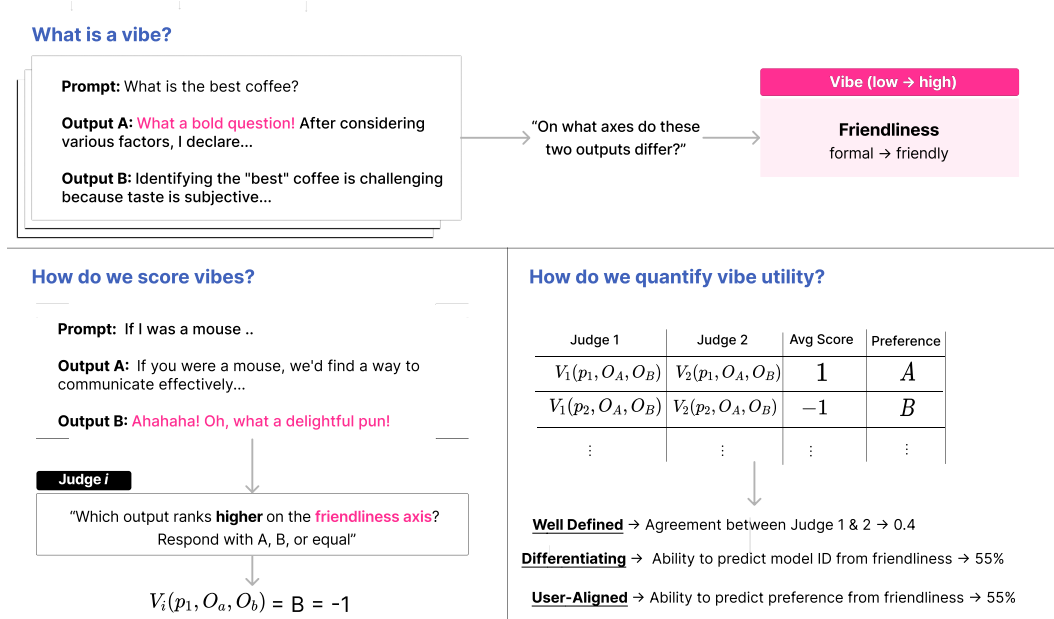 What is a vibe?
Prompt: What is the best coffee?
Output A: What a bold question! After considering
various factors, I declare...
Output B: Identifying the "best" coffee is challenging
because taste is subjective...
“On what axes do these
two outputs differ?”
Vibe (low → high)
Friendliness
formal → friendly
How do we score vibes?
Prompt: If I was a mouse ..
Output A: If you were a mouse, we'd find a way to
communicate effectively...
Output B: Ahahaha! Oh, what a delightful pun!
Judge i
“Which output ranks higher on the friendliness axis?
Respond with A, B, or equal”
V_i(p_1, O_a, O_b) = B = -1
How do we quantify vibe utility?
Judge 1 Judge 2 Avg Score Preference
V_1(p_1, O_A, O_B) V_2(p_1, O_A, O_B) 1 A
V_1(p_2, O_A, O_B) V_2(p_2, O_A, O_B) −1 B
⋮ ⋮ ⋮ ⋮
Well Defined → Agreement between Judge 1 & 2 → 0.4
Differentiating → Ability to predict model ID from friendliness → 55%
User-Aligned → Ability to predict preference from friendliness → 55%